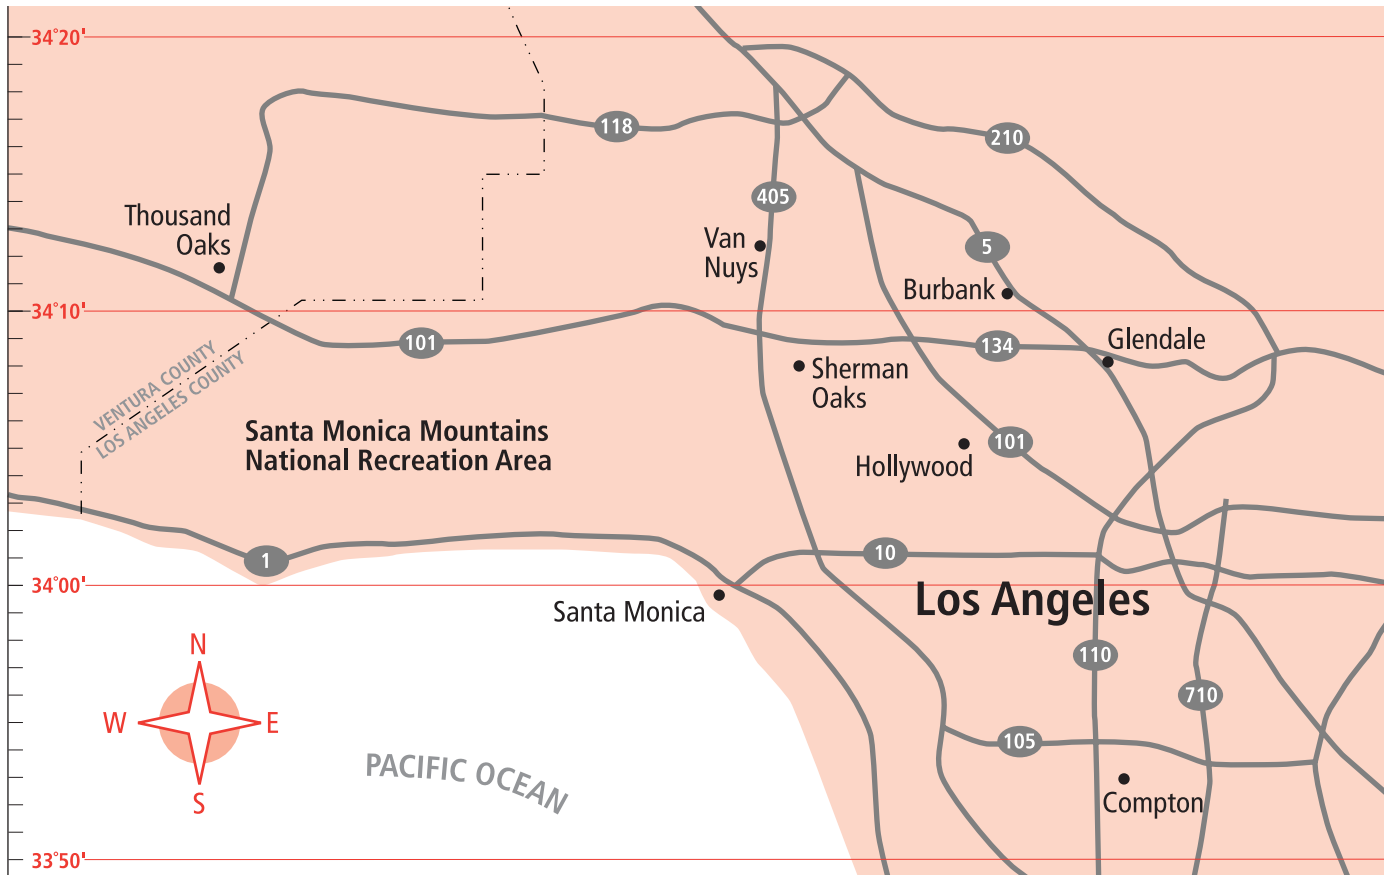 34°20'
118
210
405
Thousand
Oaks
Van
Nuys
5
Burbank
34°10'
101
134
Glendale
VENTURA COUNTY
LOS ANGELES COUNTY
Sherman
Oaks
Santa Monica Mountains
National Recreation Area
101
Hollywood
1
10
34°00'
Santa Monica
Los Angeles
N
W
E
S
110
710
105
PACIFIC OCEAN
Compton
33°50'